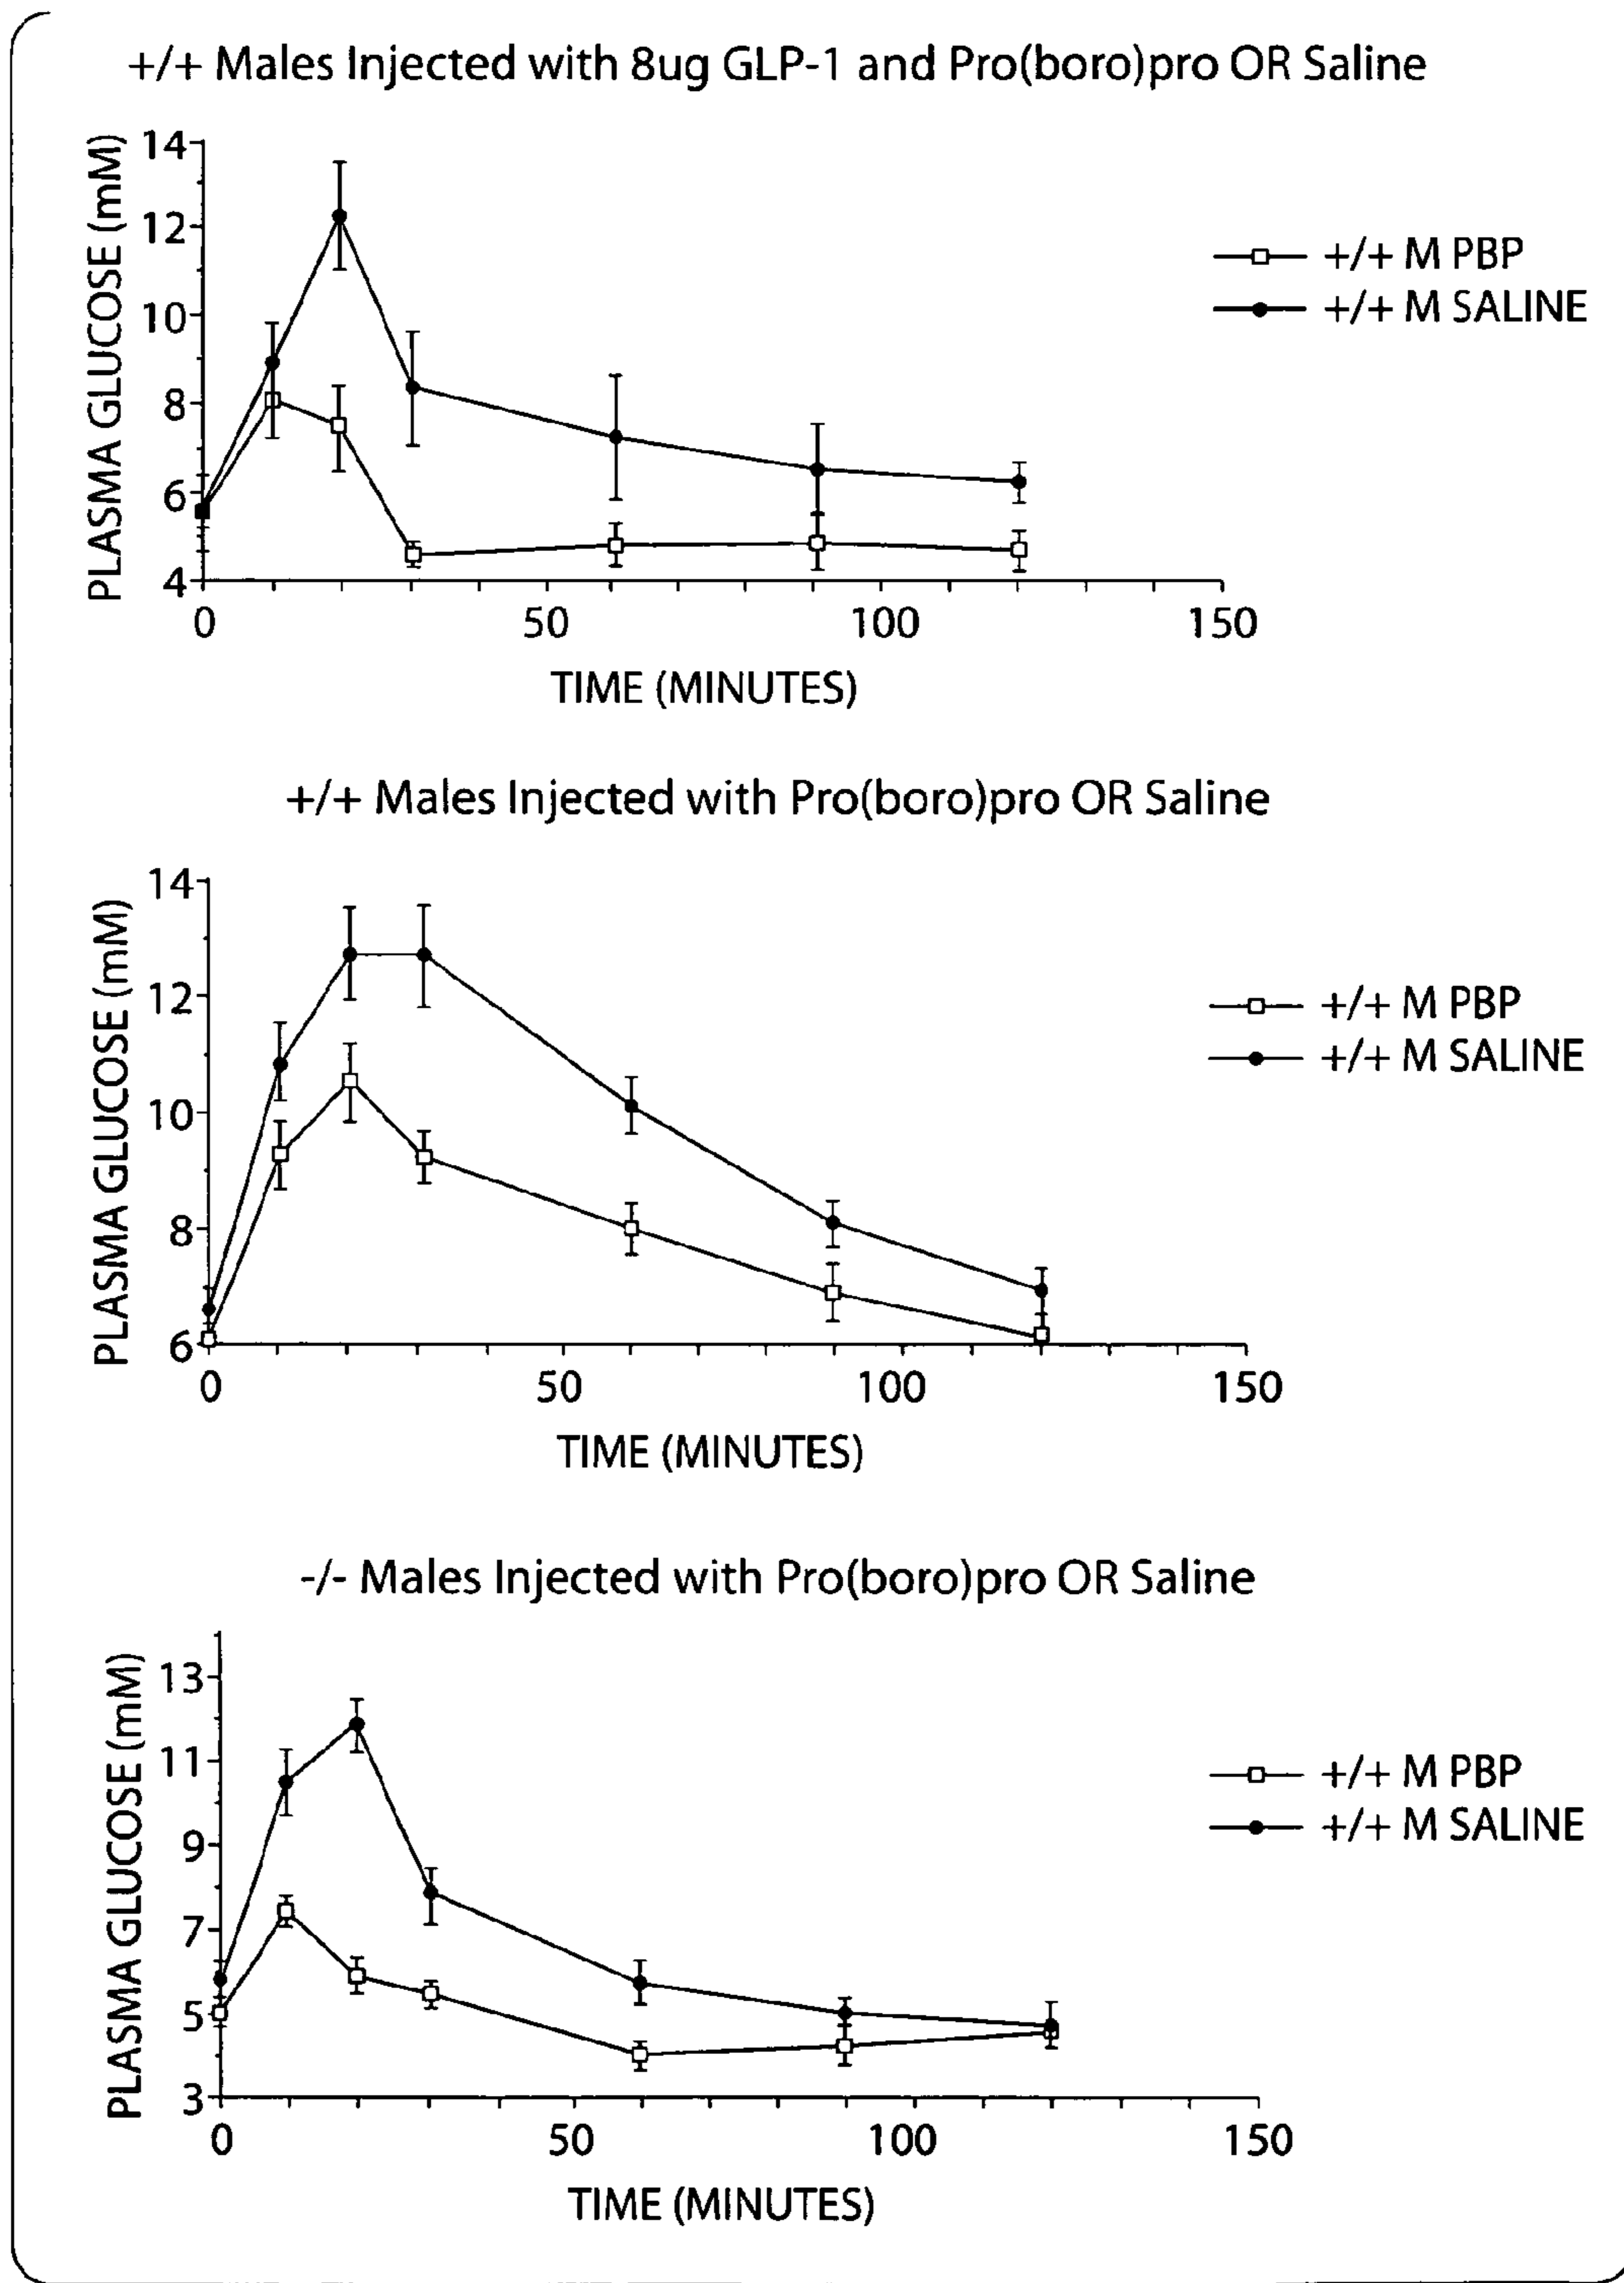 +/+ Males Injected with 8ug GLP-1 and Pro(boro)pro OR Saline
PLASMA GLUCOSE (mM)
14
12
10
8
6
4
0 50 100 150
TIME (MINUTES)
+/+ M PBP
+/+ M SALINE
+/+ Males Injected with Pro(boro)pro OR Saline
PLASMA GLUCOSE (mM)
14
12
10
8
6
0 50 100 150
TIME (MINUTES)
+/+ M PBP
+/+ M SALINE
-/- Males Injected with Pro(boro)pro OR Saline
PLASMA GLUCOSE (mM)
13
11
9
7
5
3
0 50 100 150
TIME (MINUTES)
+/+ M PBP
+/+ M SALINE